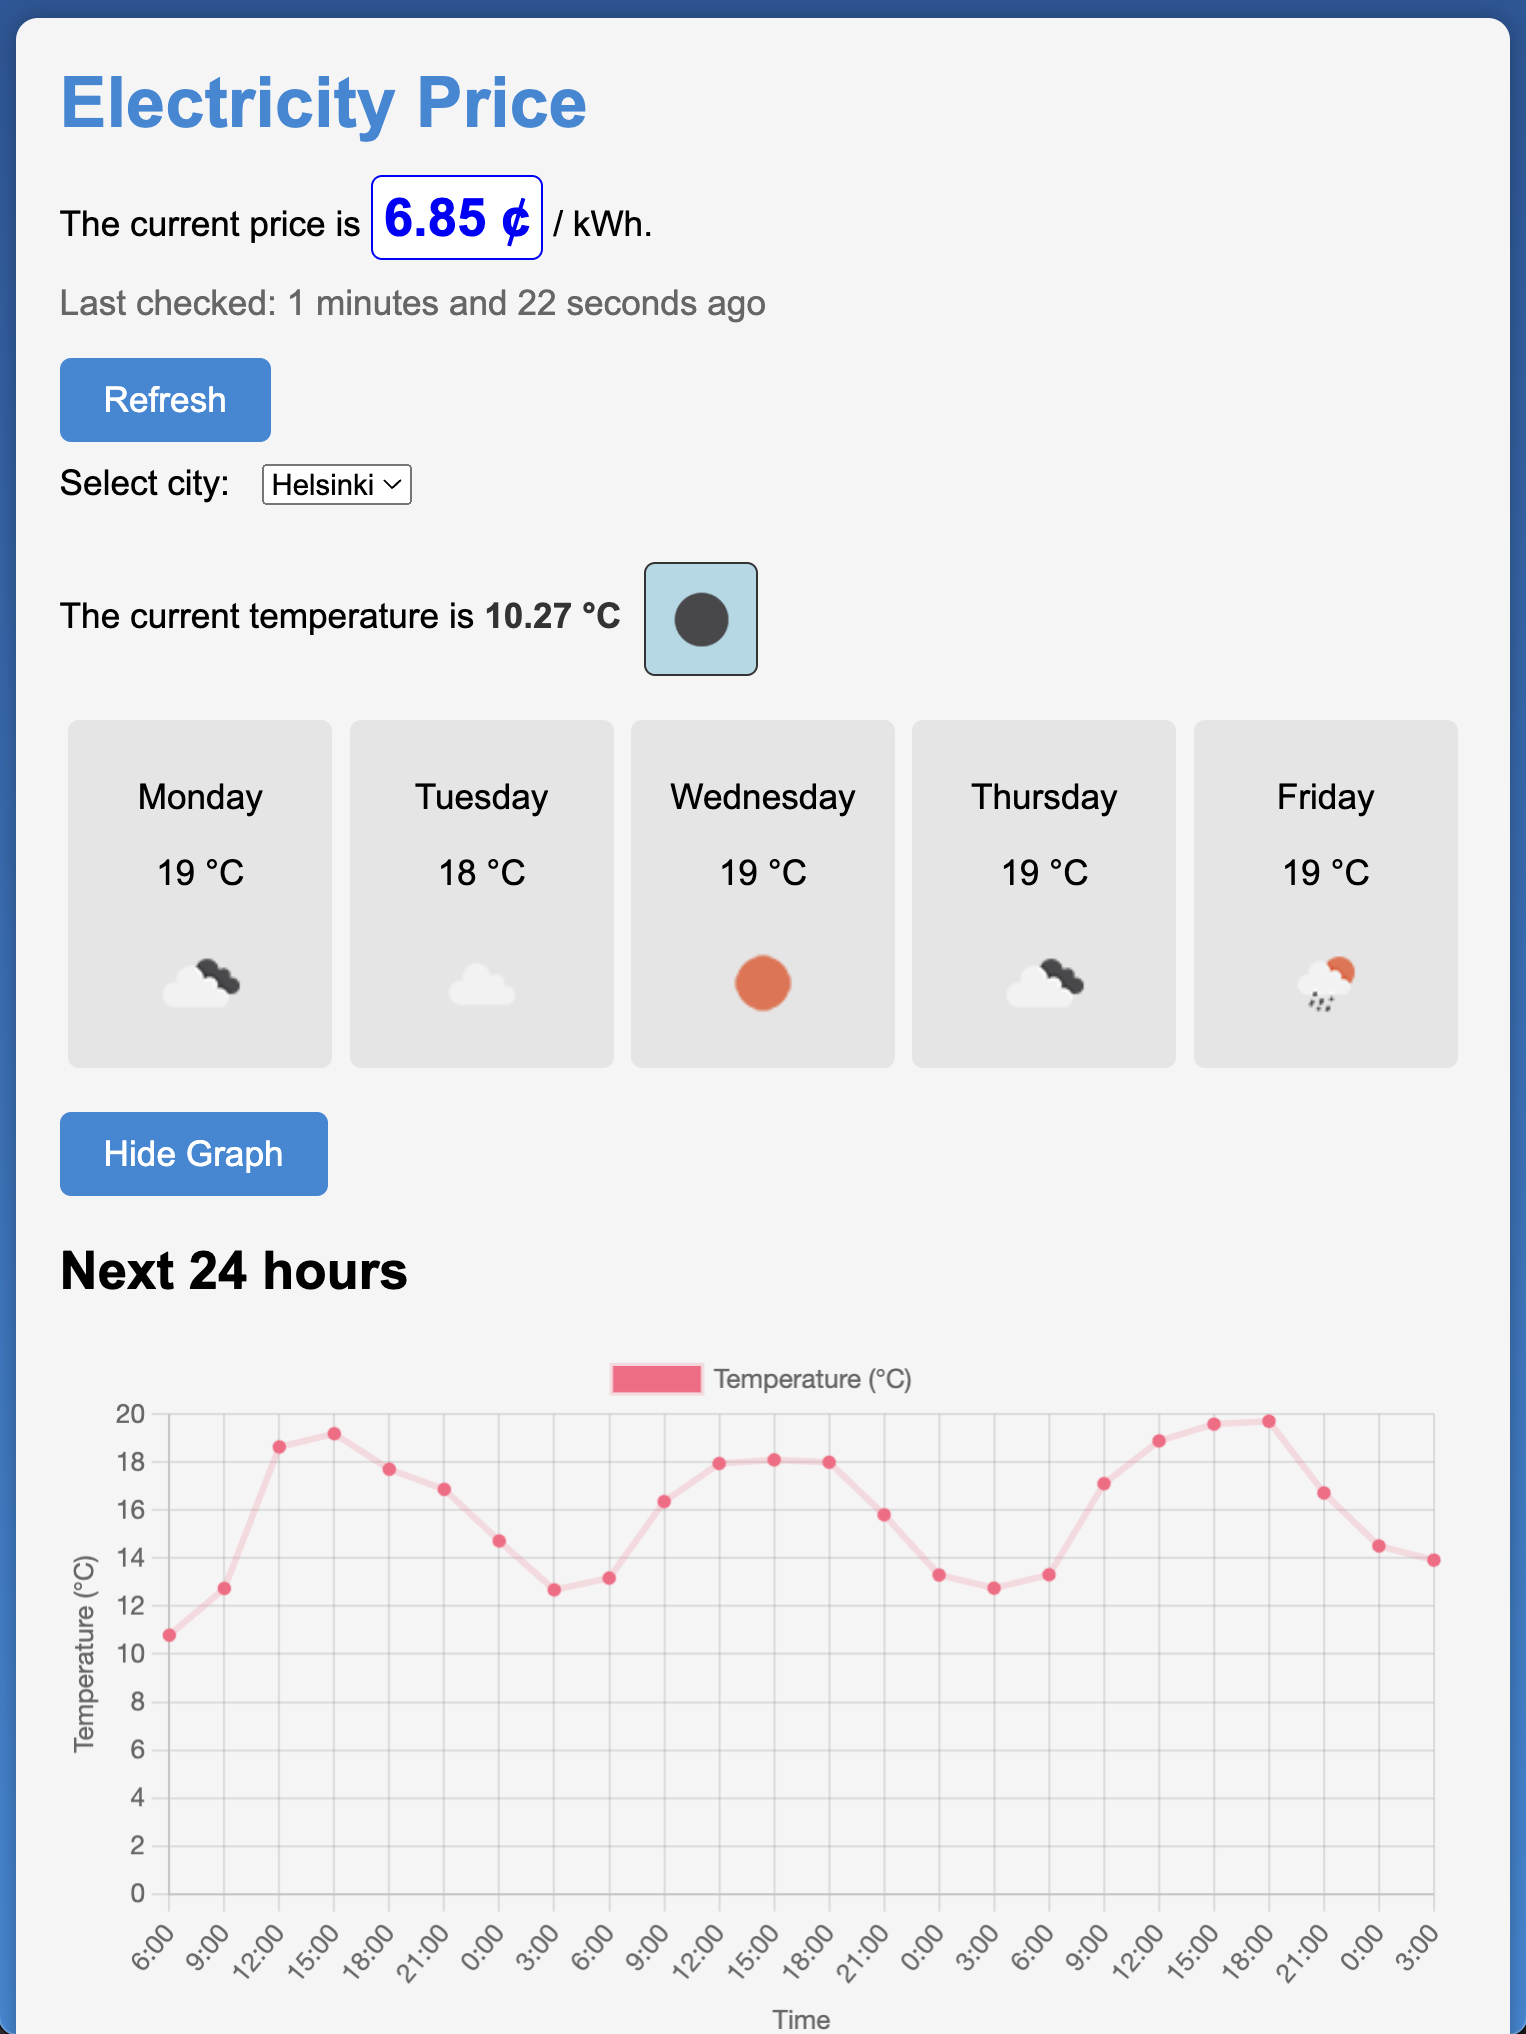 Electricity Price
The current price is 6.85 ¢ / kWh.
Last checked: 1 minutes and 22 seconds ago
Refresh
Select city: Helsinki
The current temperature is 10.27 °C
Monday Tuesday Wednesday Thursday Friday
19 °C 18 °C 19 °C 19 °C 19 °C
Hide Graph
Next 24 hours
Temperature (°C)
20
18
16
14
12
10
8
6
4
2
0
Temperature (°C)
6:00 9:00 12:00 15:00 18:00 21:00 0:00 3:00 6:00 9:00 12:00 15:00 18:00 21:00 0:00 3:00 6:00 9:00 12:00 15:00 18:00 21:00 0:00 3:00
Time